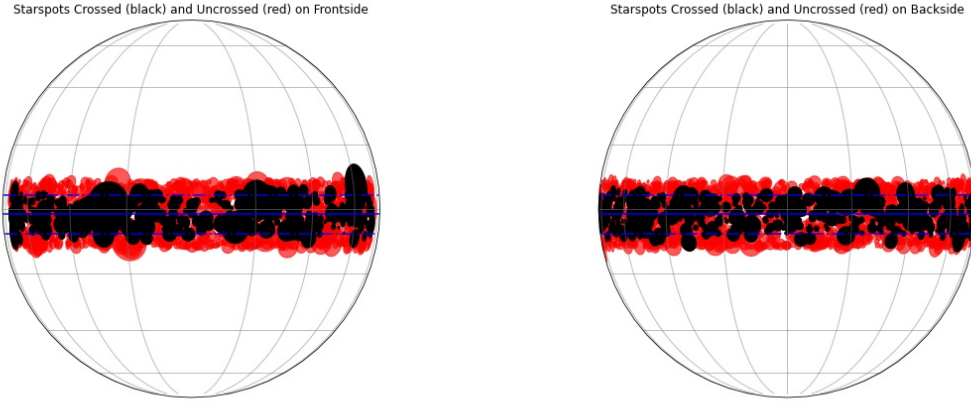 Starspots Crossed (black) and Uncrossed (red) on Frontside
Starspots Crossed (black) and Uncrossed (red) on Backside